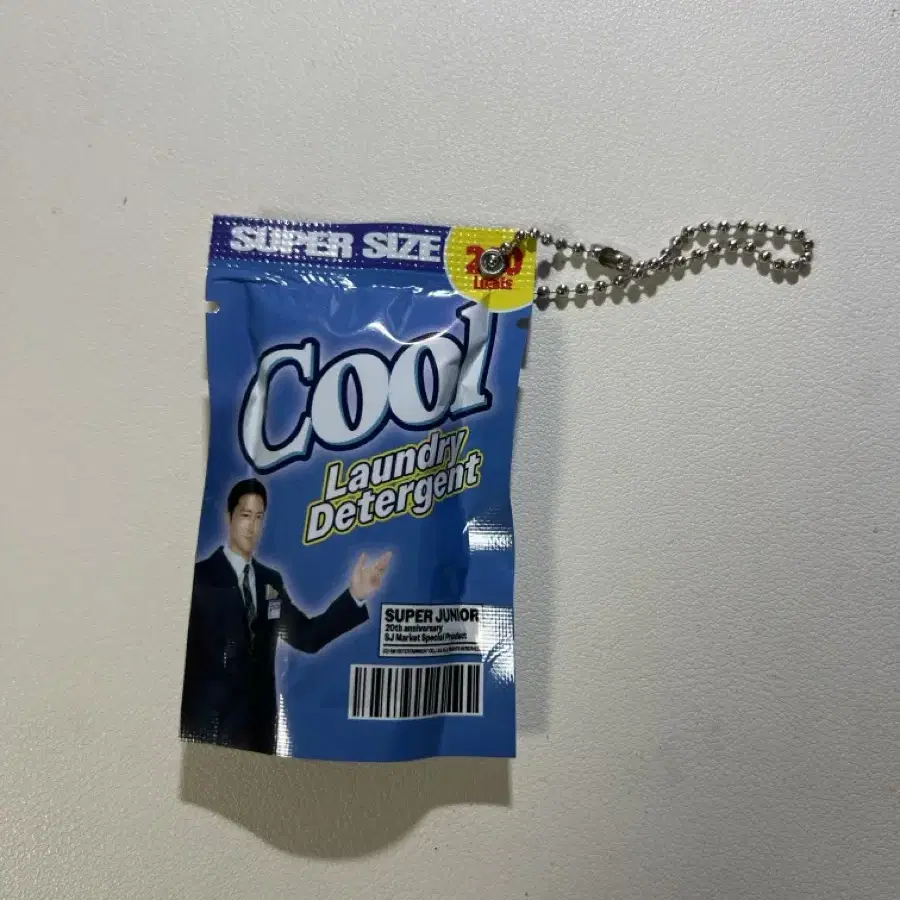 SUPER SIZE
Cool
Laundry
Detergent
SUPER JUNIOR
20th anniversary
SJ Market Special Product